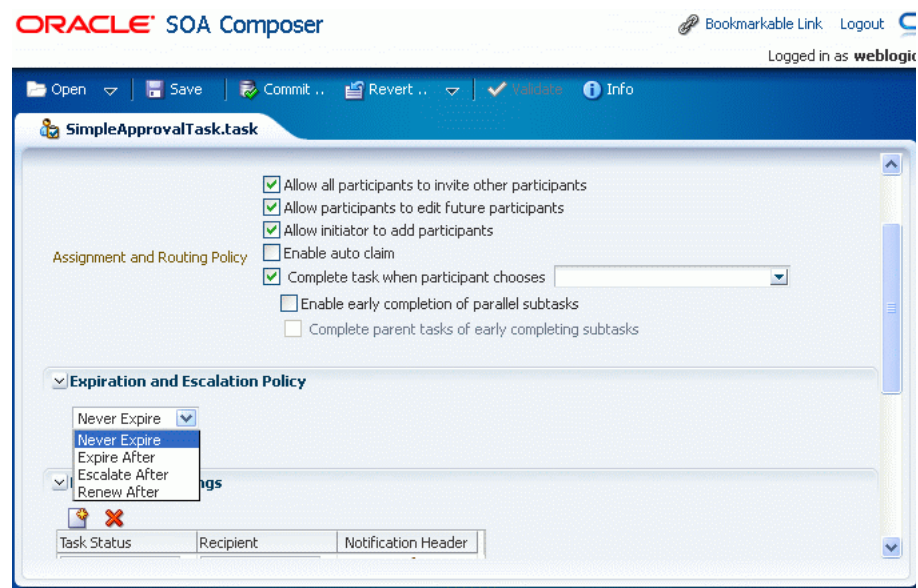 ORACLE SOA Composer
Bookmarkable Link Logout
Logged in as weblogic
Open Save Commit .. Revert .. Validate Info
SimpleApprovalTask.task
Allow all participants to invite other participants
Allow participants to edit future participants
Allow initiator to add participants
Assignment and Routing Policy
Enable auto claim
Complete task when participant chooses
Enable early completion of parallel subtasks
Complete parent tasks of early completing subtasks
Expiration and Escalation Policy
Never Expire
Never Expire
Expire After
Escalate After
Renew After
Task Status Recipient Notification Header